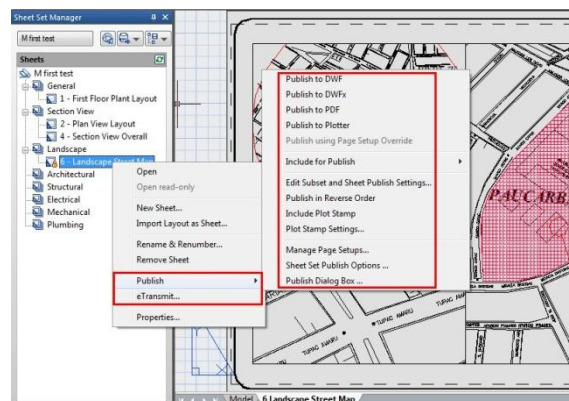 Sheet Set Manager
M first test
Sheets
M first test
General
1 - First Floor Plant Layout
Section View
2 - Plan View Layout
4 - Section View Overall
Landscape
6 - Landscape Street Map
Architectural
Structural
Electrical
Mechanical
Plumbing
Open
Open read-only
New Sheet...
Import Layout as Sheet...
Rename & Renumber...
Remove Sheet
Publish
eTransmit...
Properties...
Publish to DWF
Publish to DWFx
Publish to PDF
Publish to Plotter
Publish using Page Setup Override
Include for Publish
Edit Subset and Sheet Publish Settings...
Publish in Reverse Order
Include Plot Stamp
Plot Stamp Settings...
Manage Page Setups...
Sheet Set Publish Options ...
Publish Dialog Box ...
PAUCARB
TUPAC AMARU
TUPAC AMARU
Model
6 Landscape Street Map